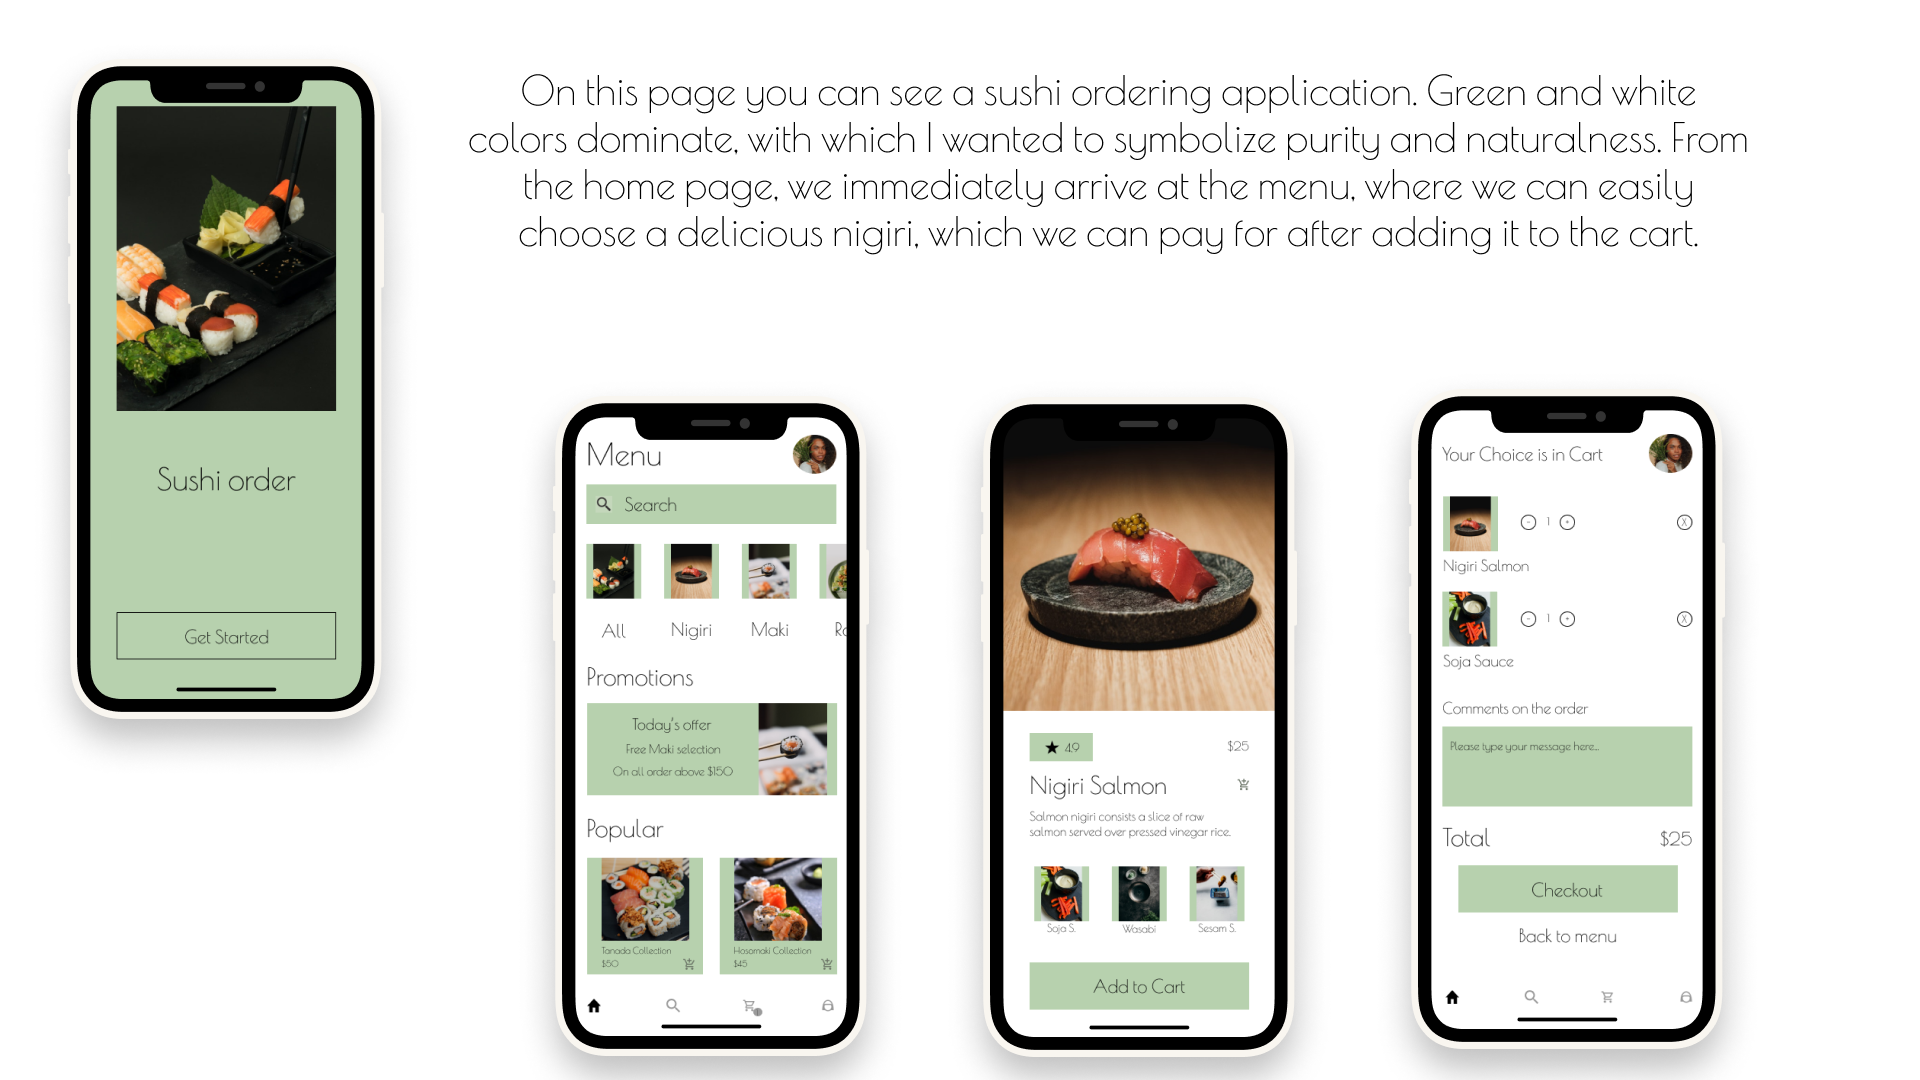 On this page you can see a sushi ordering application. Green and white
colors dominate, with which I wanted to symbolize purity and naturalness. From
the home page, we immediately arrive at the menu, where we can easily
choose a delicious nigiri, which we can pay for after adding it to the cart.
Sushi order
Get Started
Menu
Search
All Nigiri Maki Ro
Promotions
Today's offer
Free Maki selection
On all order above $150
Popular
Tanada Collection
$50
Hosomaki Collection
$45
4.9 $25
Nigiri Salmon
Salmon nigiri consists a slice of raw
salmon served over pressed vinegar rice.
Soja S. Wasabi Sesam S.
Add to Cart
Your Choice is in Cart
- 1 + X
Nigiri Salmon
- 1 + X
Soja Sauce
Comments on the order
Please type your message here...
Total $25
Checkout
Back to menu